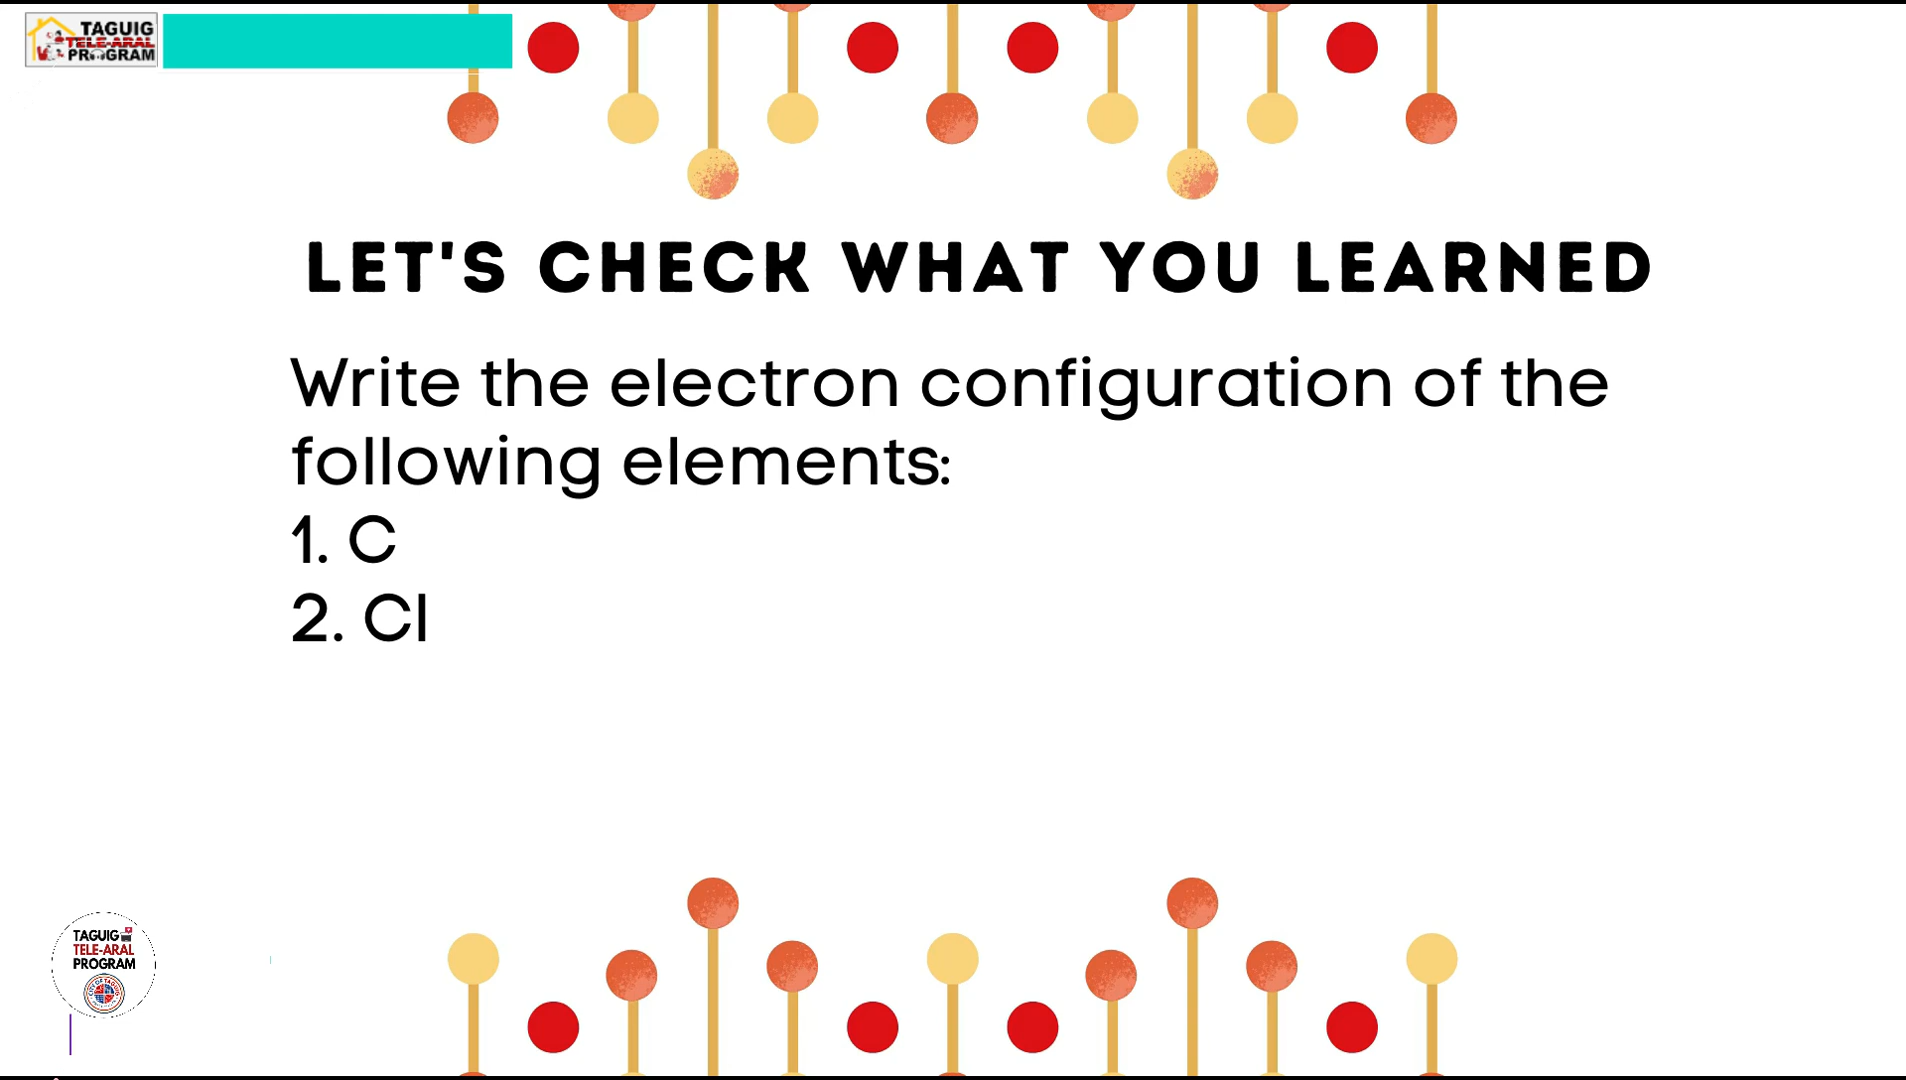 TAGUIG
TELE-ARAL
PROGRAM
LET'S CHECK WHAT YOU LEARNED
Write the electron configuration of the
following elements:
1. C
2. Cl
TAGUIG
TELE-ARAL
PROGRAM